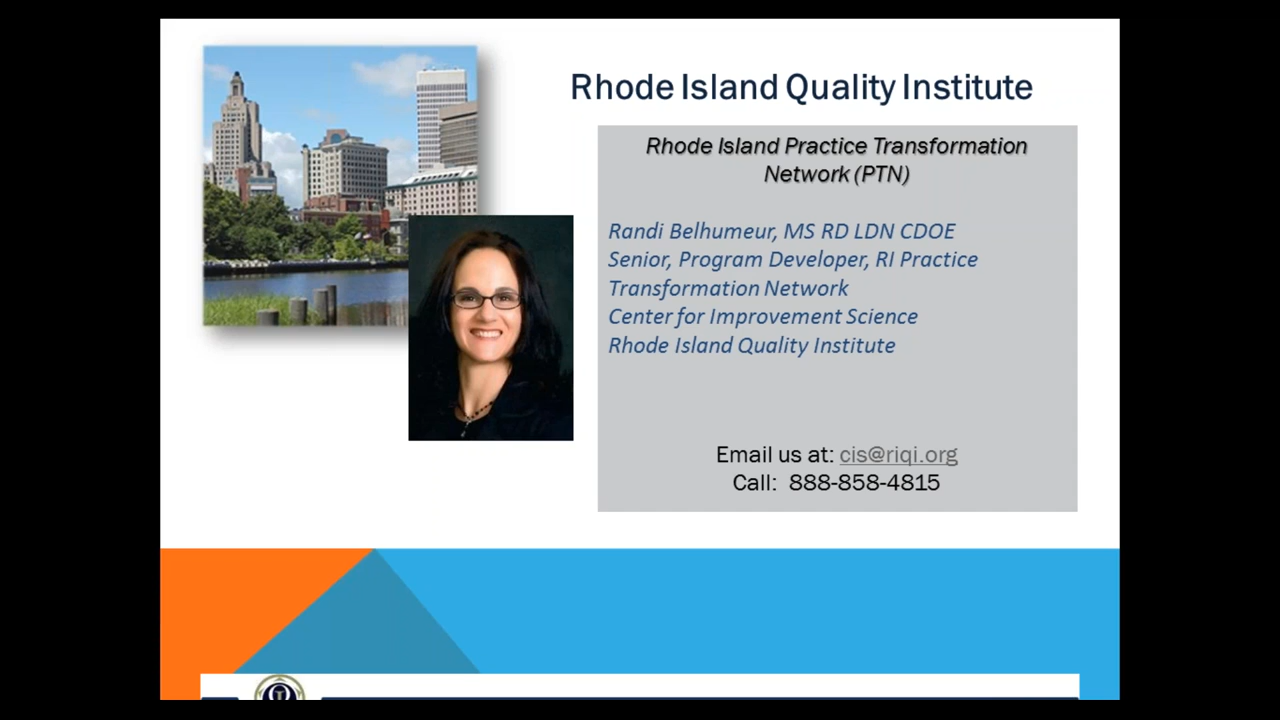 Rhode Island Quality Institute
Rhode Island Practice Transformation
Network (PTN)
Randi Belhumeur, MS RD LDN CDOE
Senior, Program Developer, RI Practice
Transformation Network
Center for Improvement Science
Rhode Island Quality Institute
Email us at: cis@riqi.org
Call: 888-858-4815